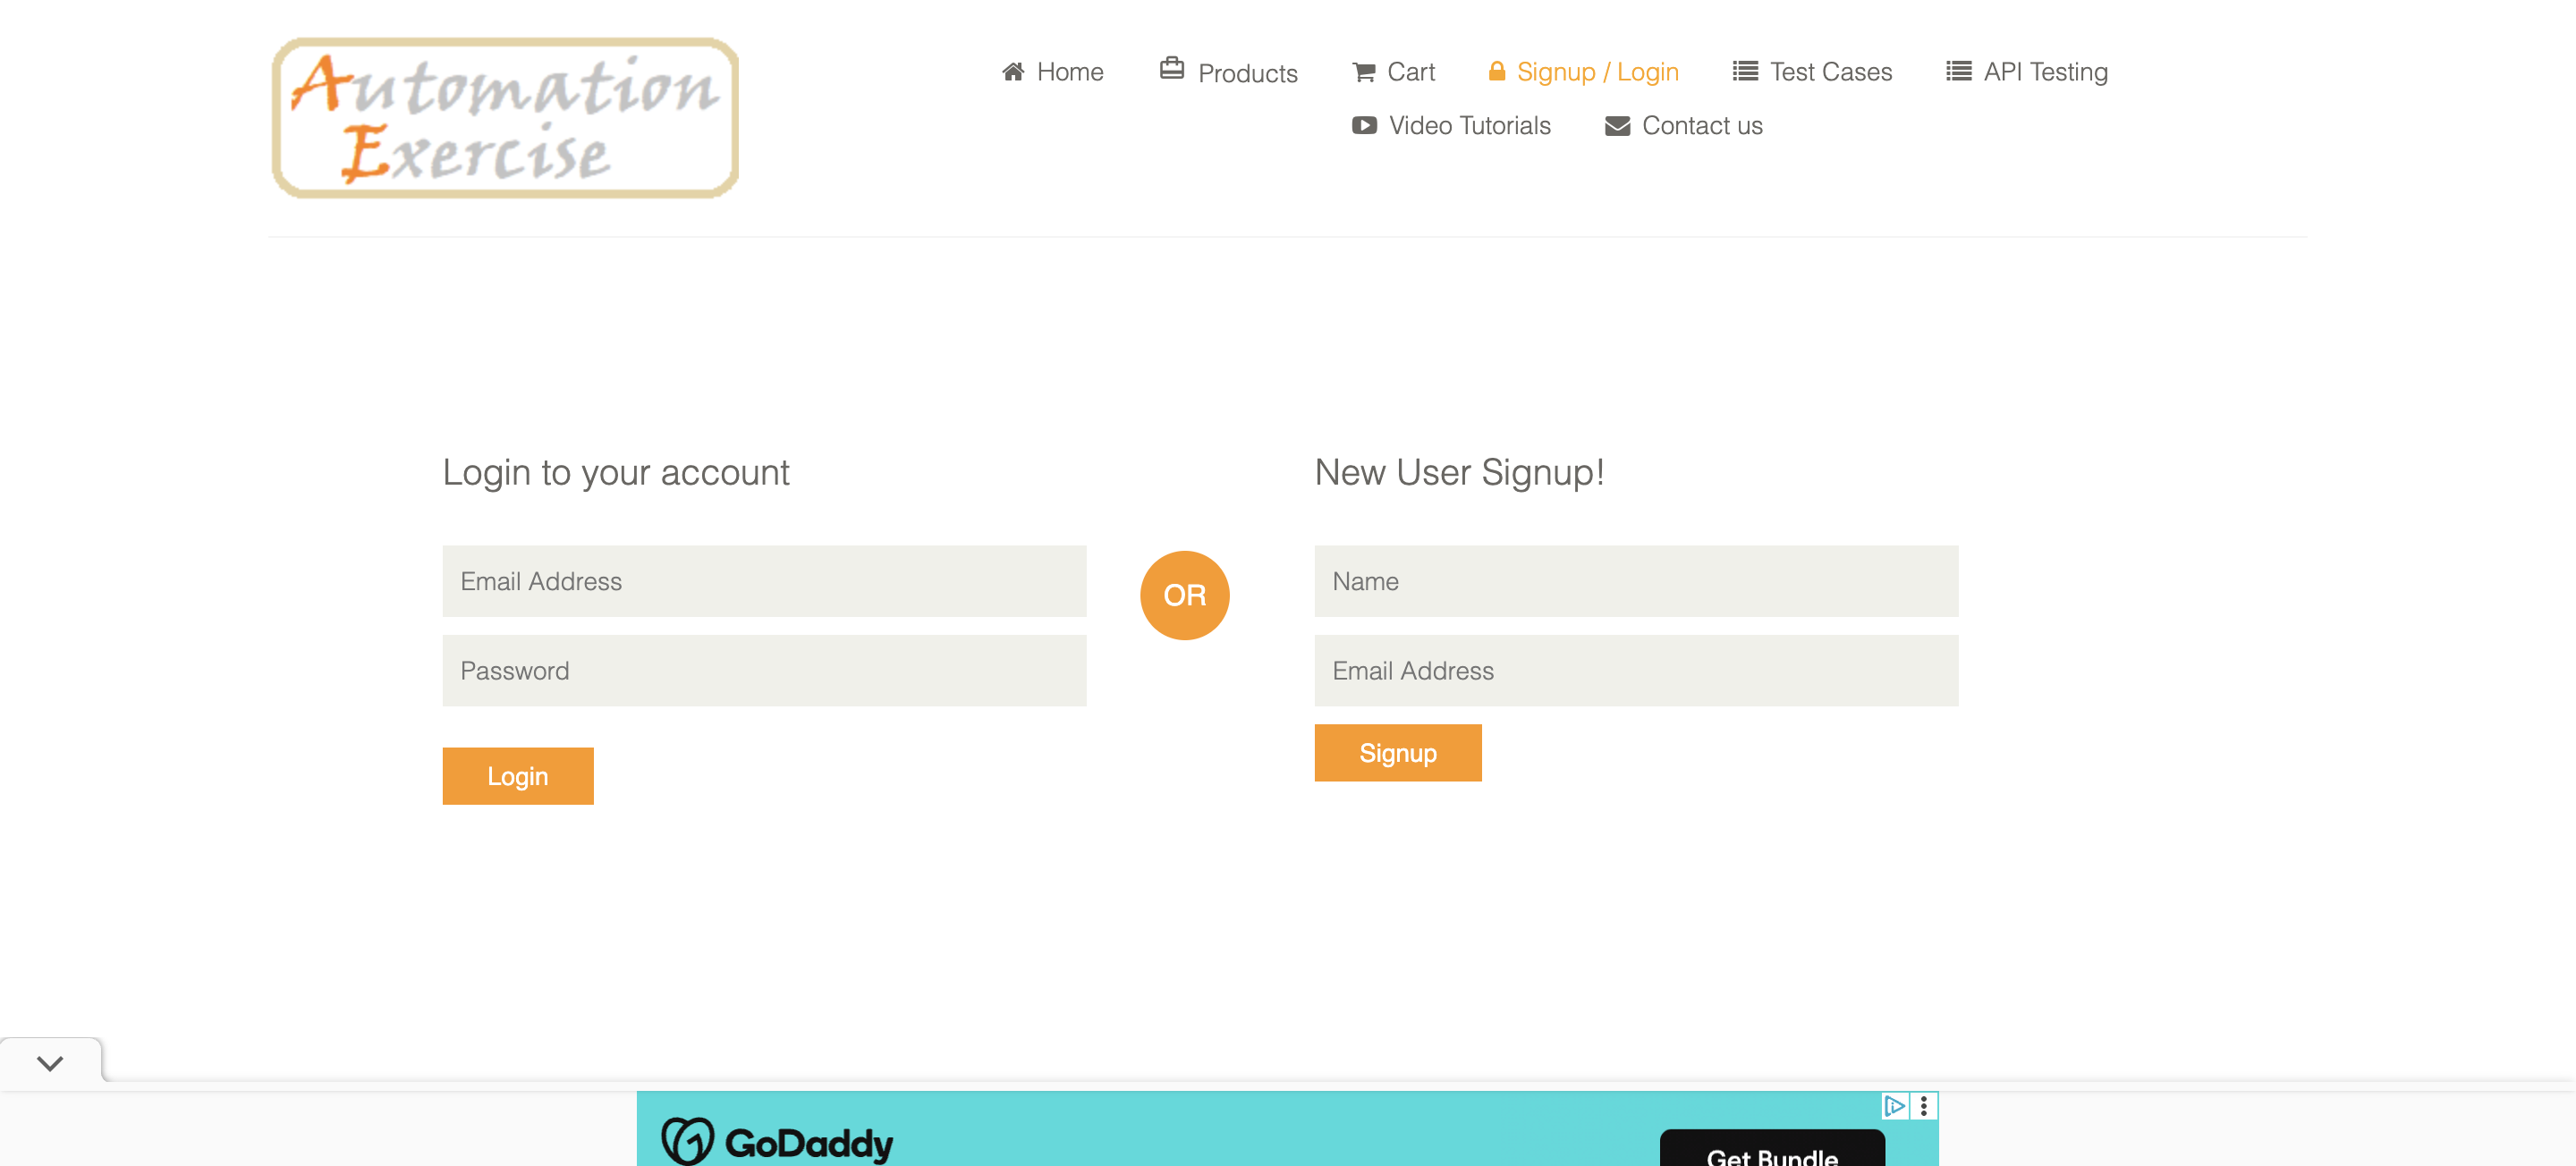 Automation
Exercise
Home Products Cart Signup / Login Test Cases API Testing
Video Tutorials Contact us
Login to your account
Email Address
Password
Login
OR
New User Signup!
Name
Email Address
Signup
GoDaddy
Get Bundle